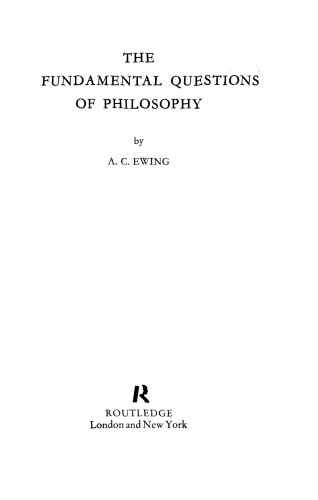 THE
FUNDAMENTAL QUESTIONS
OF PHILOSOPHY
by
A. C. EWING
R
ROUTLEDGE
London and New York